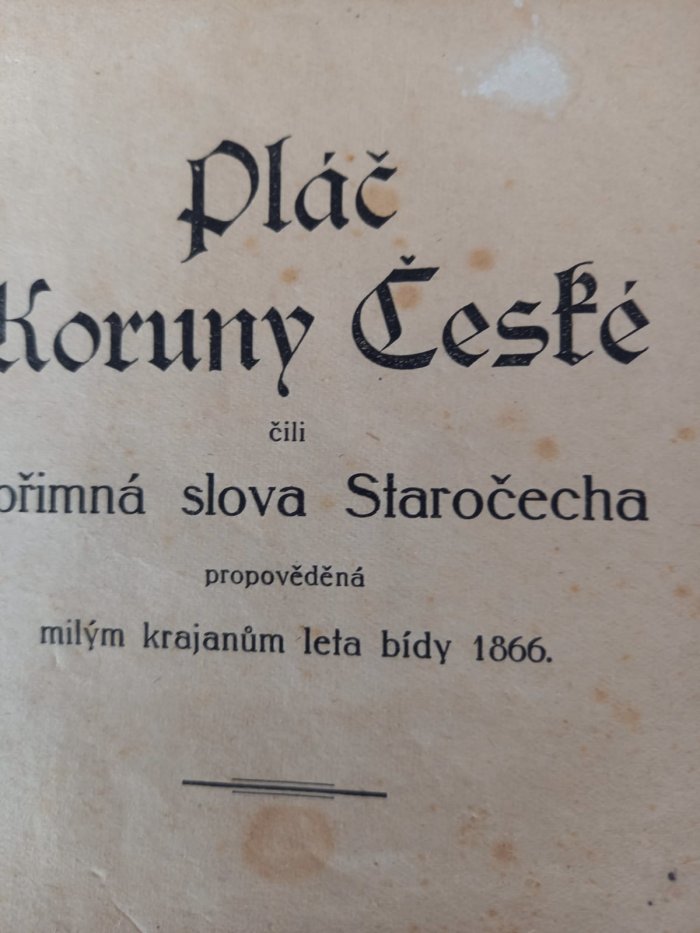 Pláč
Koruny České
čili
přimná slova Staročecha
propověděná
milým krajanům leta bídy 1866.